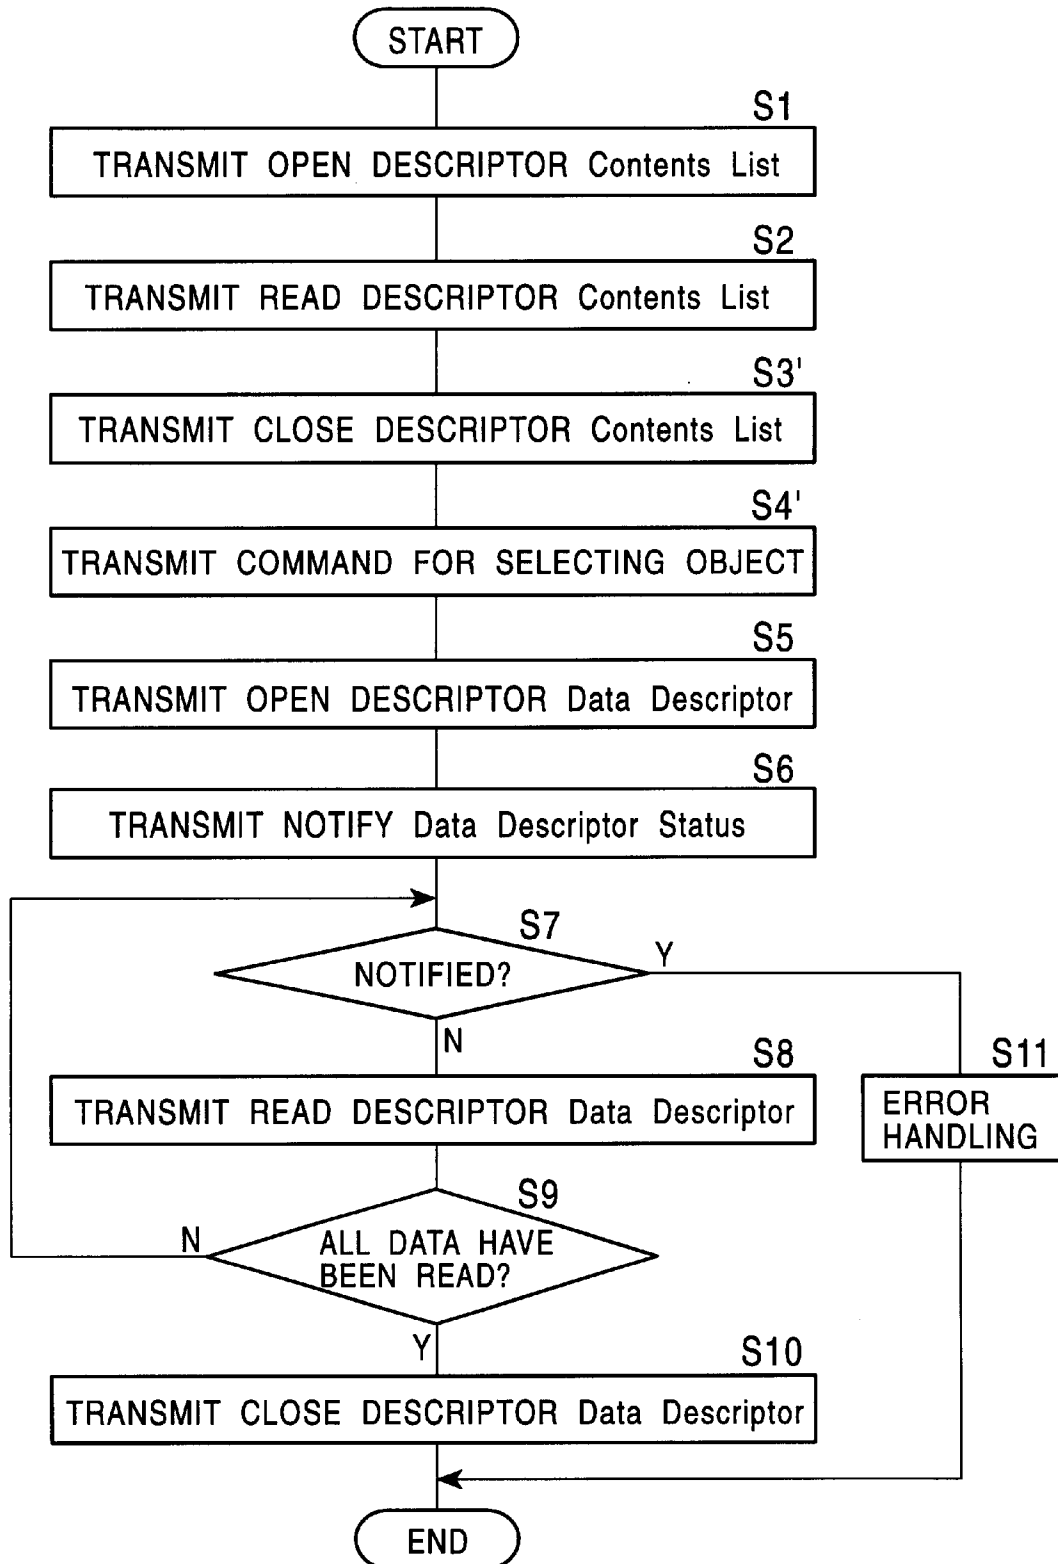 START
S1
TRANSMIT OPEN DESCRIPTOR Contents List
S2
TRANSMIT READ DESCRIPTOR Contents List
S3'
TRANSMIT CLOSE DESCRIPTOR Contents List
S4'
TRANSMIT COMMAND FOR SELECTING OBJECT
S5
TRANSMIT OPEN DESCRIPTOR Data Descriptor
S6
TRANSMIT NOTIFY Data Descriptor Status
S7
NOTIFIED?
Y
N
S8
TRANSMIT READ DESCRIPTOR Data Descriptor
S11
ERROR
HANDLING
S9
ALL DATA HAVE
BEEN READ?
N
Y
S10
TRANSMIT CLOSE DESCRIPTOR Data Descriptor
END